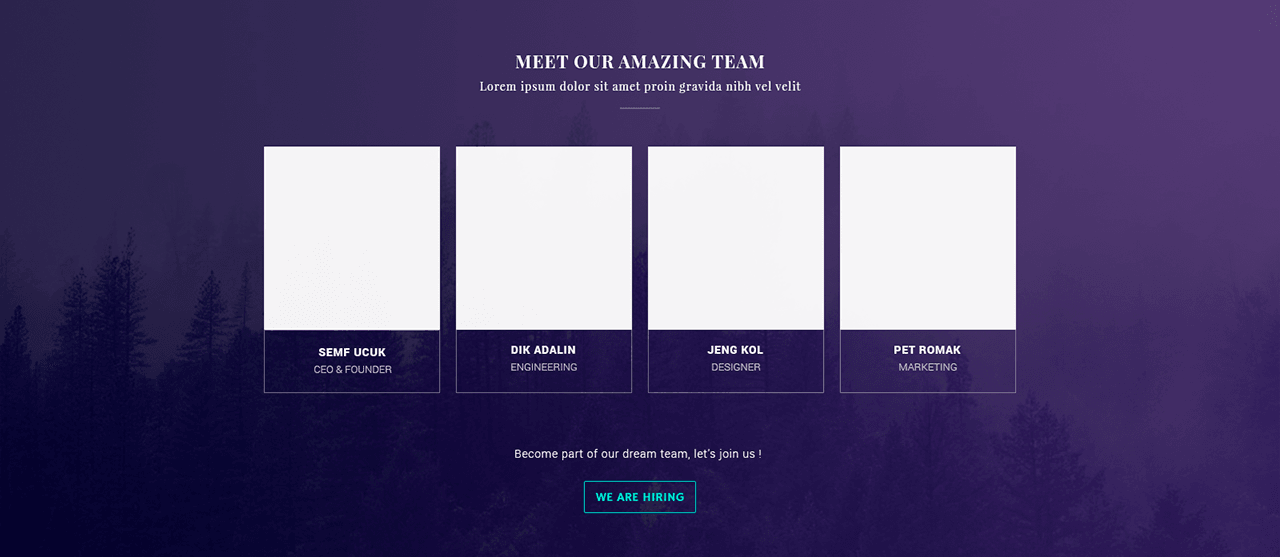 MEET OUR AMAZING TEAM
Lorem ipsum dolor sit amet proin gravida nibh vel velit
SEMF UCUK
CEO & FOUNDER
DIK ADALIN
ENGINEERING
JENG KOL
DESIGNER
PET ROMAK
MARKETING
Become part of our dream team, let's join us !
WE ARE HIRING